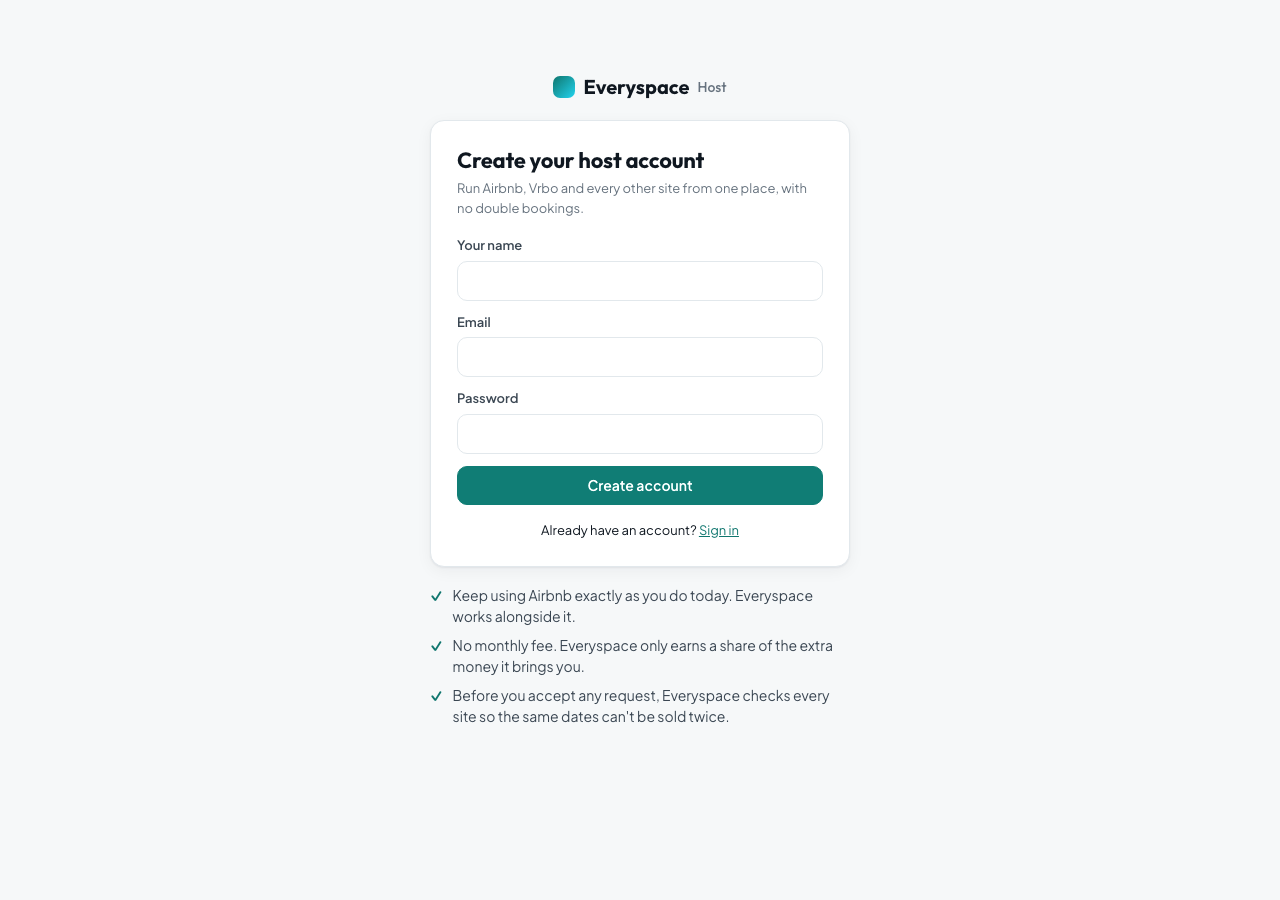 Everyspace Host
Create your host account
Run Airbnb, Vrbo and every other site from one place, with
no double bookings.
Your name
Email
Password
Create account
Already have an account? Sign in
Keep using Airbnb exactly as you do today. Everyspace
works alongside it.
No monthly fee. Everyspace only earns a share of the extra
money it brings you.
Before you accept any request, Everyspace checks every
site so the same dates can't be sold twice.